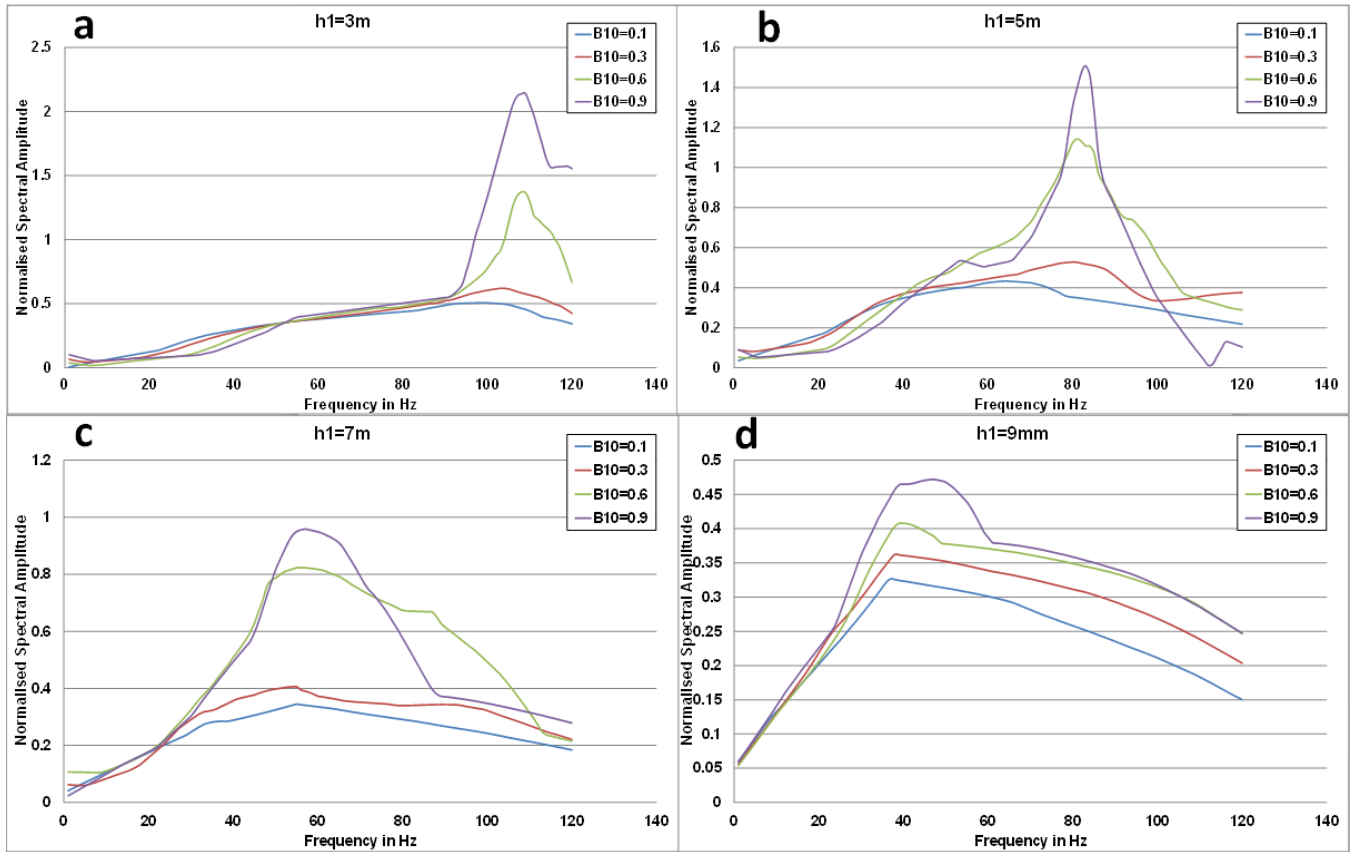 a
h1=3m
Normalised Spectral Amplitude
2.5
2
1.5
1
0.5
0
0 20 40 60 80 100 120 140
Frequency in Hz
B10=0.1
B10=0.3
B10=0.6
B10=0.9
b
h1=5m
Normalised Spectral Amplitude
1.6
1.4
1.2
1
0.8
0.6
0.4
0.2
0
0 20 40 60 80 100 120 140
Frequency in Hz
B10=0.1
B10=0.3
B10=0.6
B10=0.9
c
h1=7m
Normalised Spectral Amplitude
1.2
1
0.8
0.6
0.4
0.2
0
0 20 40 60 80 100 120 140
Frequency in Hz
B10=0.1
B10=0.3
B10=0.6
B10=0.9
d
h1=9mm
Normalised Spectral Amplitude
0.5
0.45
0.4
0.35
0.3
0.25
0.2
0.15
0.1
0.05
0
0 20 40 60 80 100 120 140
Frequency in Hz
B10=0.1
B10=0.3
B10=0.6
B10=0.9